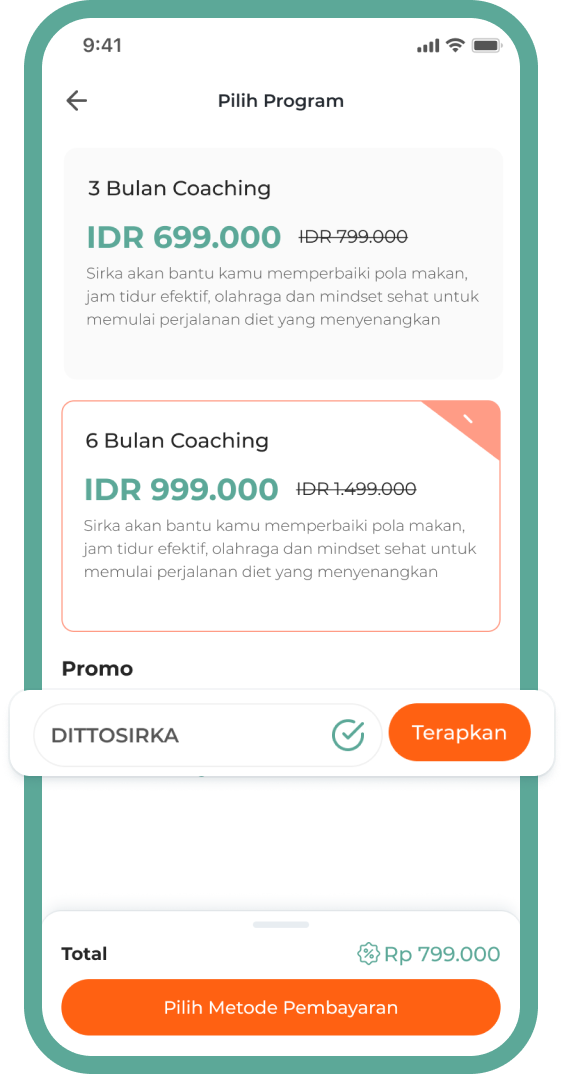 9:41
Pilih Program
3 Bulan Coaching
IDR 699.000 IDR 799.000
Sirka akan bantu kamu memperbaiki pola makan,
jam tidur efektif, olahraga dan mindset sehat untuk
memulai perjalanan diet yang menyenangkan
6 Bulan Coaching
IDR 999.000 IDR 1.499.000
Sirka akan bantu kamu memperbaiki pola makan,
jam tidur efektif, olahraga dan mindset sehat untuk
memulai perjalanan diet yang menyenangkan
Promo
DITTOSIRKA Terapkan
Total % Rp 799.000
Pilih Metode Pembayaran